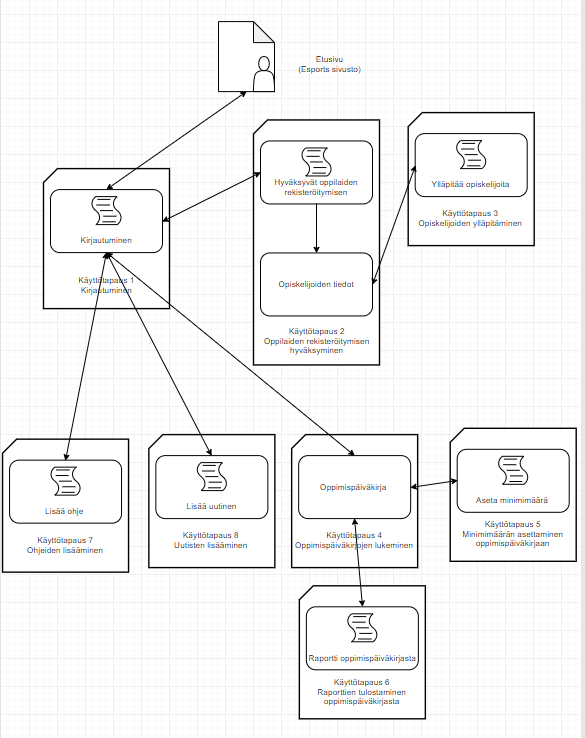 Etusivu
(Esports sivusto)
Hyväksyvät oppilaiden
rekisteröitymisen
Opiskelijoiden tiedot
Käyttötapaus 2
Oppilaiden rekisteröitymisen
hyväksyminen
Ylläpitää opiskelijoita
Käyttötapaus 3
Opiskelijoiden ylläpitäminen
Kirjautuminen
Käyttötapaus 1
Kirjautuminen
Lisää ohje
Käyttötapaus 7
Ohjeiden lisääminen
Lisää uutinen
Käyttötapaus 8
Uutisten lisääminen
Oppimispäiväkirja
Käyttötapaus 4
Oppimispäiväkirjojen lukeminen
Aseta minimimäärä
Käyttötapaus 5
Minimimäärän asettaminen
oppimispäiväkirjaan
Raportti oppimispäiväkirjasta
Käyttötapaus 6
Raporttien tulostaminen
oppimispäiväkirjasta